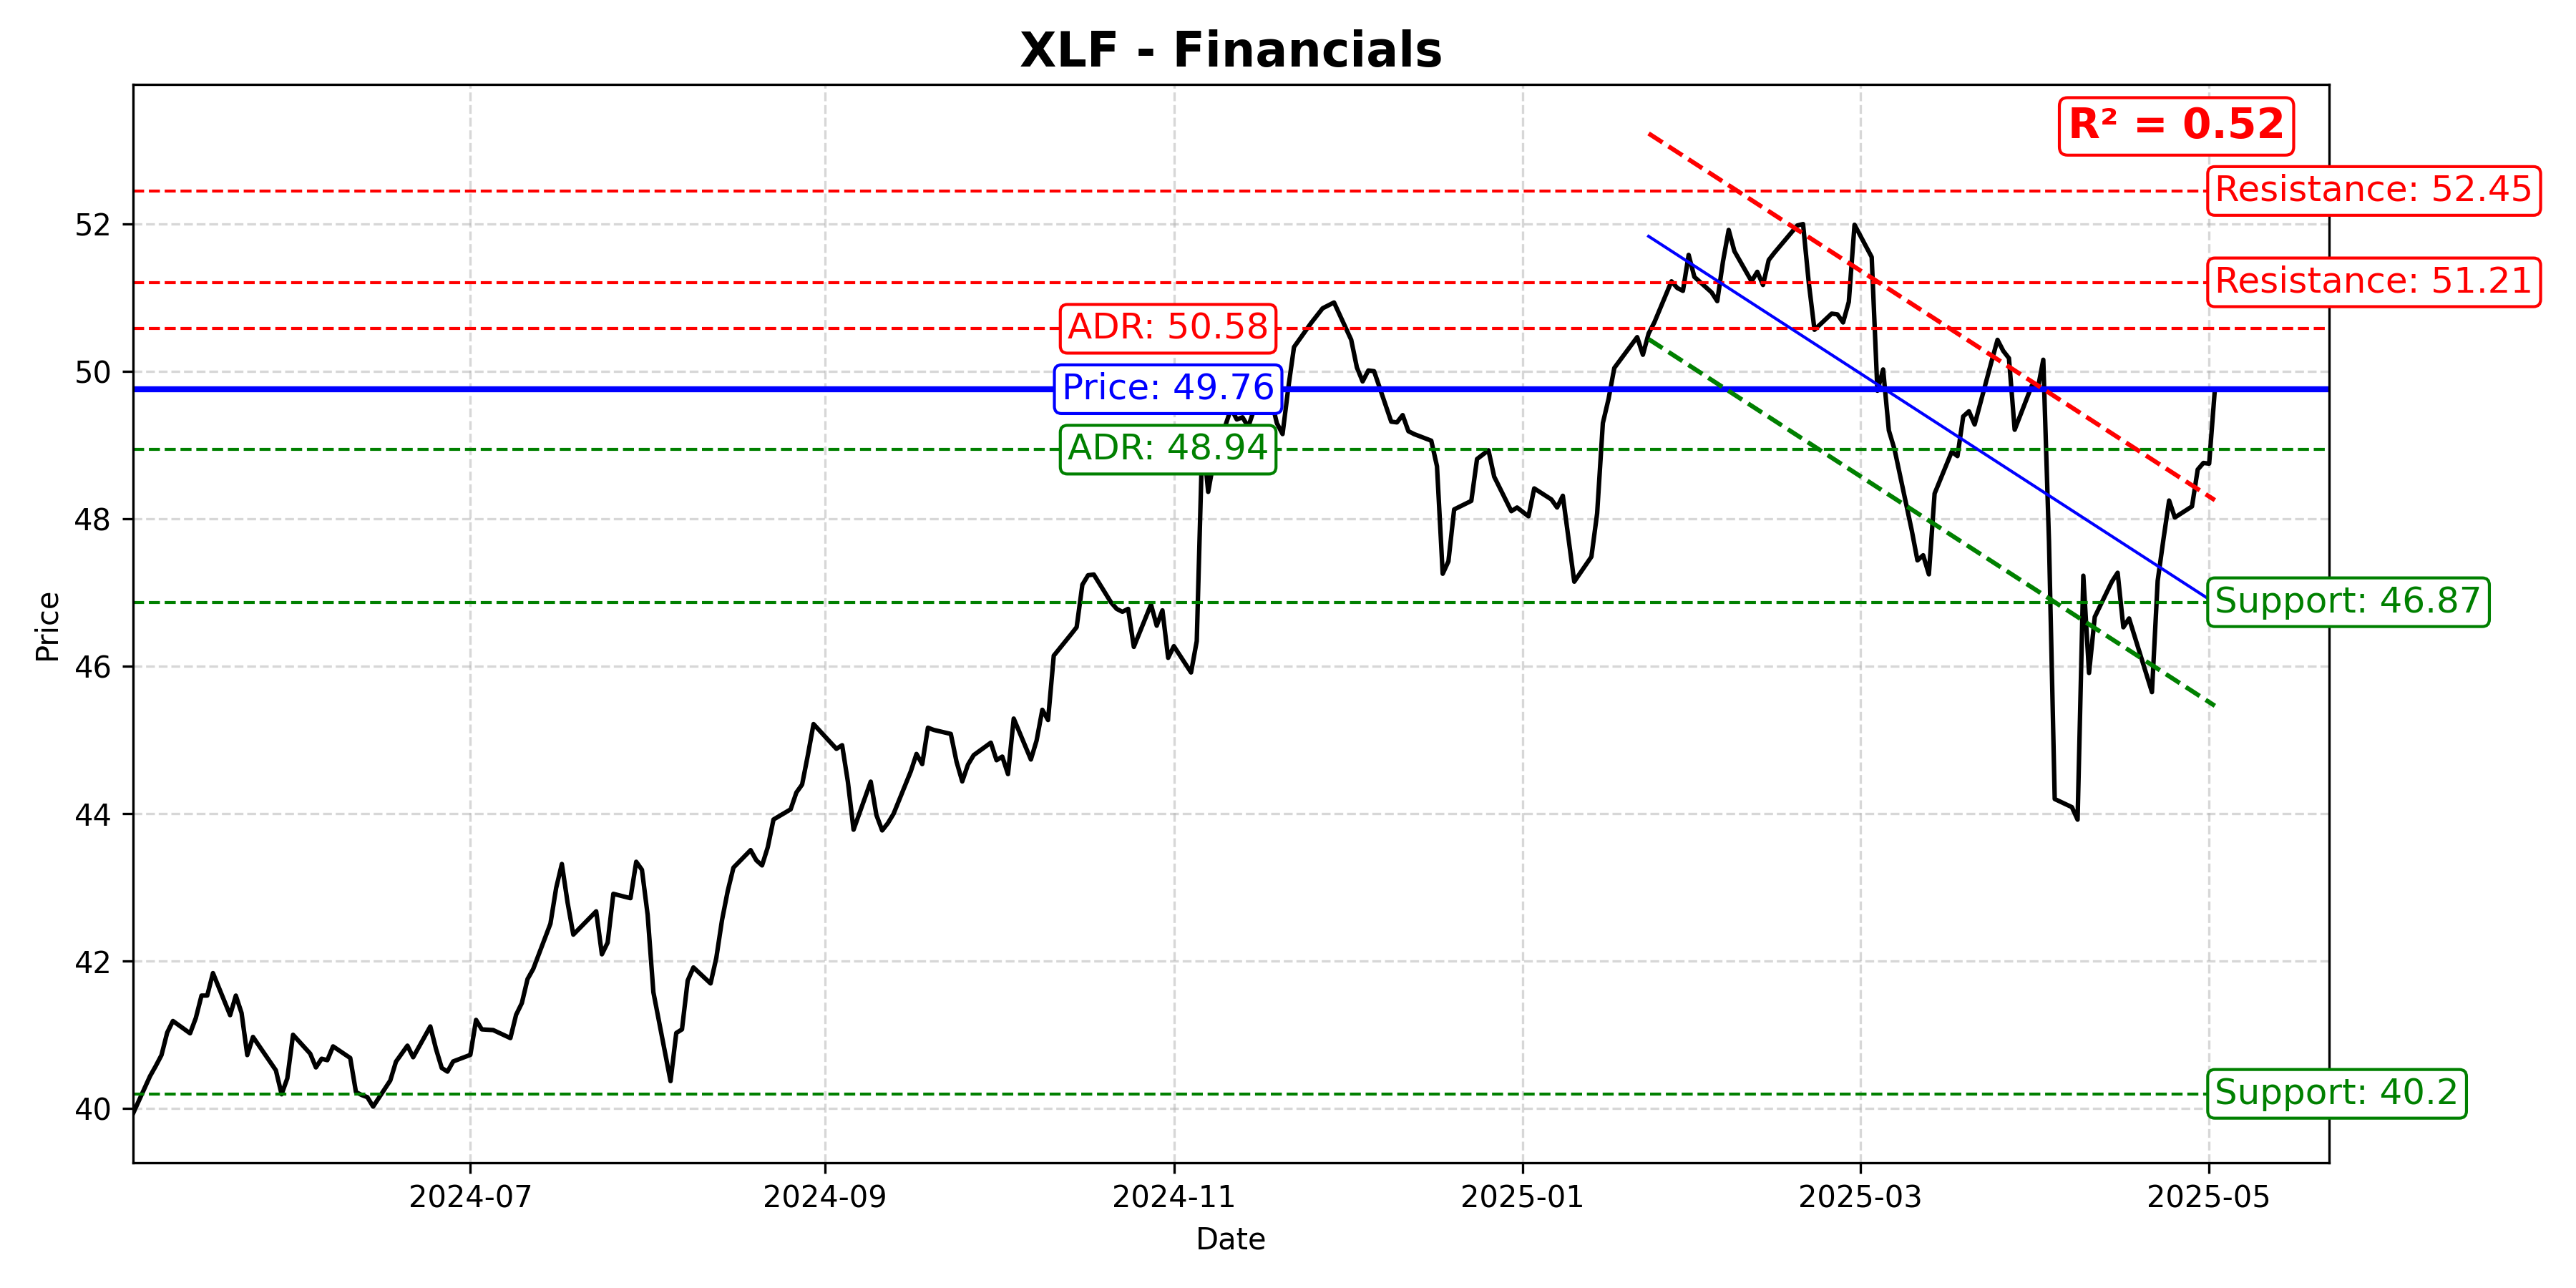 XLF - Financials
R² = 0.52
Resistance: 52.45
Resistance: 51.21
ADR: 50.58
Price: 49.76
ADR: 48.94
Support: 46.87
Support: 40.2
Price
52
50
48
46
44
42
40
2024-07
2024-09
2024-11
2025-01
2025-03
2025-05
Date